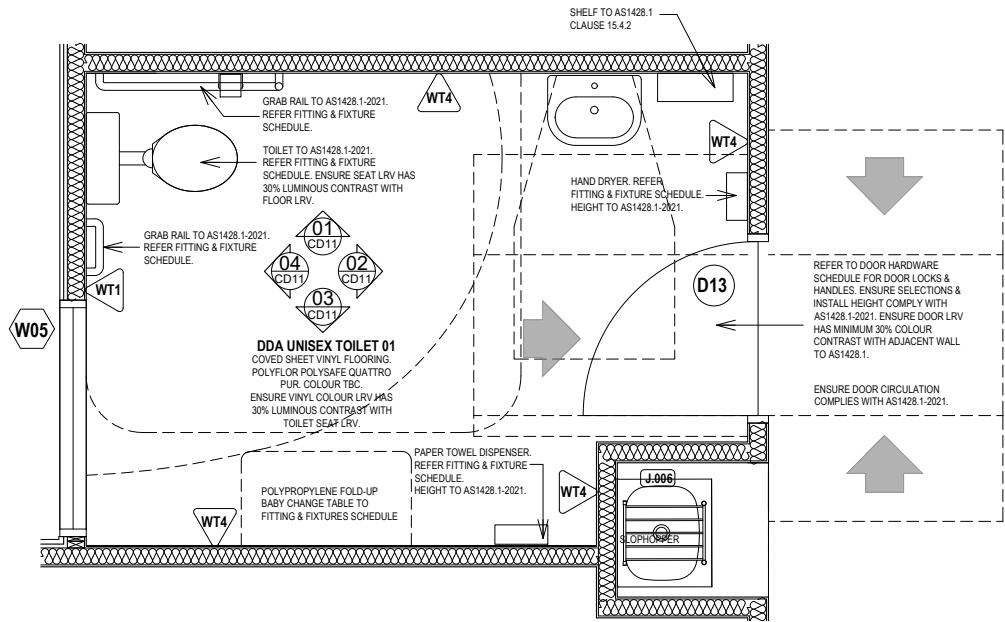 SHELF TO AS1428.1
CLAUSE 15.4.2
GRAB RAIL TO AS1428.1-2021.
REFER FITTING & FIXTURE
SCHEDULE.
WT4
TOILET TO AS1428.1-2021.
REFER FITTING & FIXTURE
SCHEDULE. ENSURE SEAT LRV HAS
30% LUMINOUS CONTRAST WITH
FLOOR LRV.
WT4
HAND DRYER. REFER
FITTING & FIXTURE SCHEDULE.
HEIGHT TO AS1428.1-2021.
GRAB RAIL TO AS1428.1-2021.
REFER FITTING & FIXTURE
SCHEDULE.
01
CD11
04
CD11
02
CD11
03
CD11
WT1
W05
D13
REFER TO DOOR HARDWARE
SCHEDULE FOR DOOR LOCKS &
HANDLES. ENSURE SELECTIONS &
INSTALL HEIGHT COMPLY WITH
AS1428.1-2021. ENSURE DOOR LRV
HAS MINIMUM 30% COLOUR
CONTRAST WITH ADJACENT WALL
TO AS1428.1.
ENSURE DOOR CIRCULATION
COMPLIES WITH AS1428.1-2021.
DDA UNISEX TOILET 01
COVED SHEET VINYL FLOORING.
POLYFLOR POLYSAFE QUATTRO
PUR. COLOUR TBC.
ENSURE VINYL COLOUR LRV HAS
30% LUMINOUS CONTRAST WITH
TOILET SEAT LRV.
PAPER TOWEL DISPENSER.
REFER FITTING & FIXTURE
SCHEDULE.
HEIGHT TO AS1428.1-2021.
POLYPROPYLENE FOLD-UP
BABY CHANGE TABLE TO
FITTING & FIXTURES SCHEDULE
WT4
WT4
J.006
SLOPHOPPER